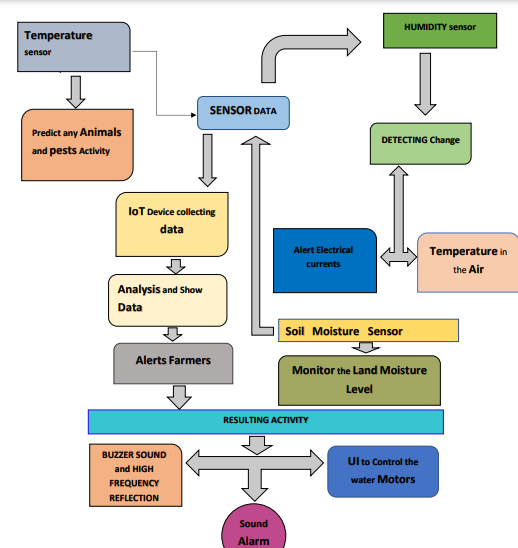 Temperature
sensor
HUMIDITY sensor
SENSOR DATA
Predict any Animals
and pests Activity
DETECTING Change
IoT Device collecting
data
Alert Electrical
currents
Temperature in
the Air
Analysis and Show
Data
Soil Moisture Sensor
Alerts Farmers
Monitor the Land Moisture
Level
RESULTING ACTIVITY
BUZZER SOUND
and HIGH
FREQUENCY
REFLECTION
UI to Control the
water Motors
Sound
Alarm